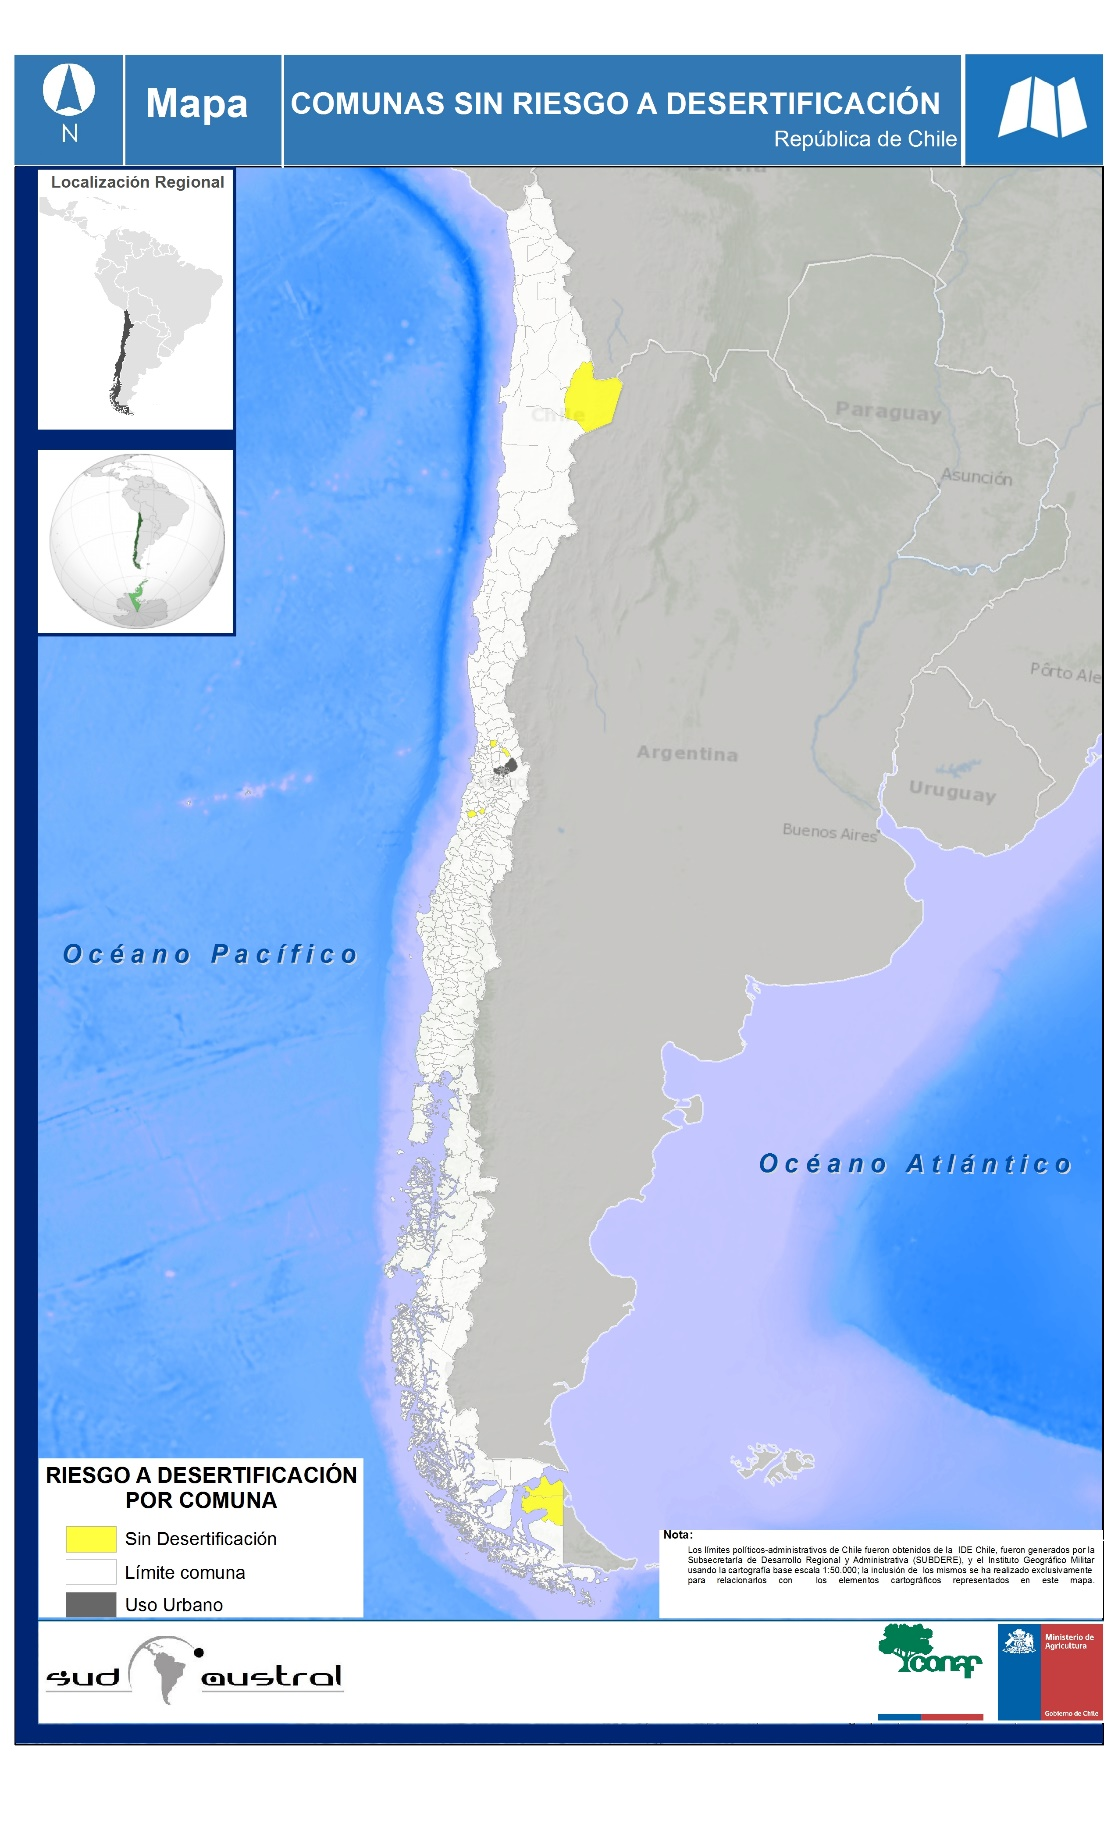 N
Mapa
COMUNAS SIN RIESGO A DESERTIFICACIÓN
República de Chile
Localización Regional
Bolivia
Chile
Paraguay
Asunción
Pôrto Ale
Argentina
Uruguay
Buenos Aires
Océano Pacífico
Océano Atlántico
RIESGO A DESERTIFICACIÓN
POR COMUNA
Sin Desertificación
Límite comuna
Uso Urbano
Nota:
Los límites políticos-administrativos de Chile fueron obtenidos de la IDE Chile, fueron generados por la
Subsecretaría de Desarrollo Regional y Administrativa (SUBDERE), y el Instituto Geográfico Militar
usando la cartografía base escala 1:50.000; la inclusión de los mismos se ha realizado exclusivamente
para relacionarlos con los elementos cartográficos representados en este mapa.
sud austral
conaf
Ministerio de
Agricultura
Gobierno de Chile